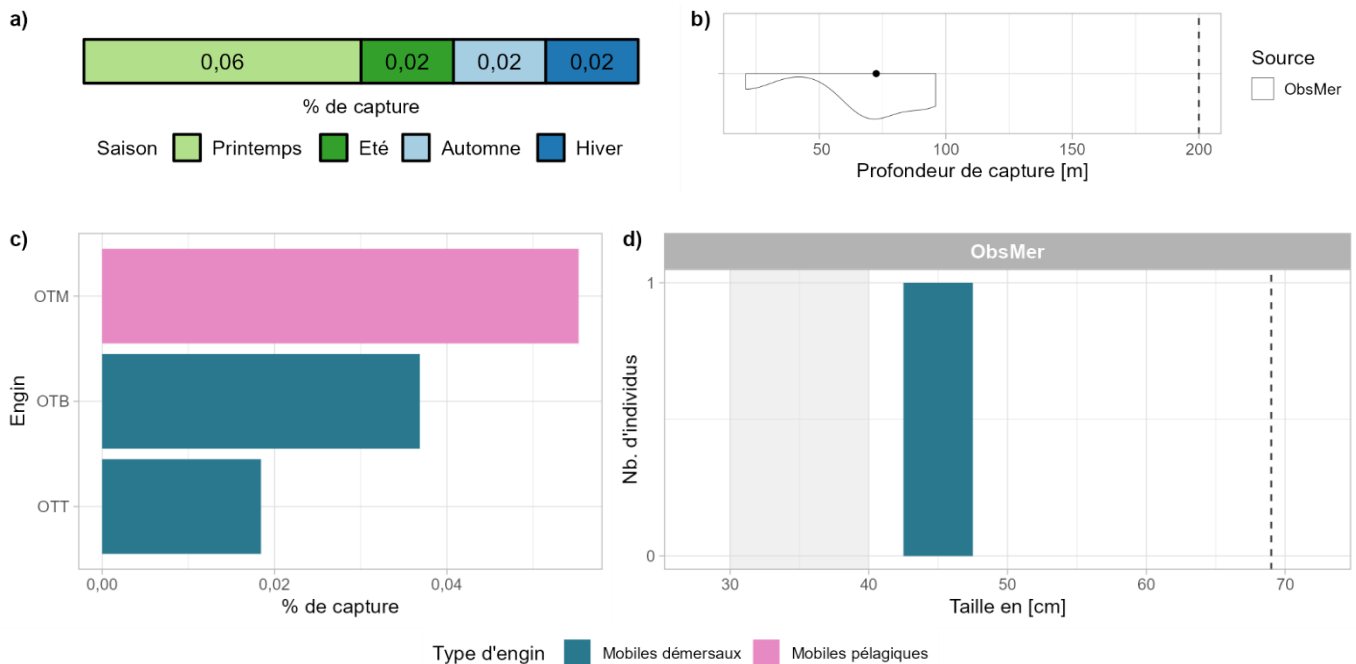 a)
0,06 0,02 0,02 0,02
% de capture
Saison Printemps Eté Automne Hiver
b)
50 100 150 200
Profondeur de capture [m]
Source
ObsMer
c)
Engin
OTM
OTB
OTT
0,00 0,02 0,04
% de capture
d)
ObsMer
Nb. d'individus
1
0
30 40 50 60 70
Taille en [cm]
Type d'engin Mobiles démersaux Mobiles pélagiques